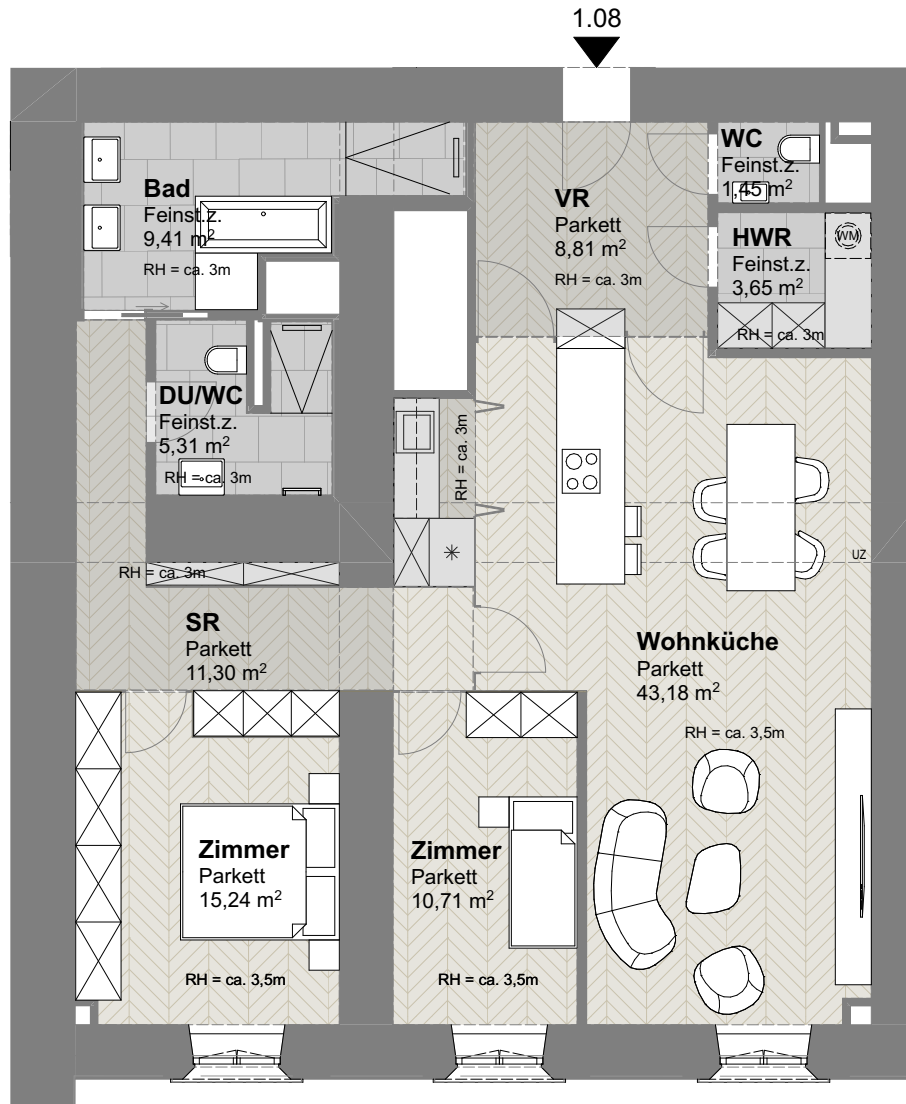 1.08
WC
Feinst.z.
1,45 m²
Bad
Feinst.z.
9,41 m²
RH = ca. 3m
VR
Parkett
8,81 m²
RH = ca. 3m
HWR
Feinst.z.
3,65 m²
RH = ca. 3m
WM
DU/WC
Feinst.z.
5,31 m²
RH = ca. 3m
RH = ca. 3m
UZ
RH = ca. 3m
SR
Parkett
11,30 m²
Wohnküche
Parkett
43,18 m²
RH = ca. 3,5m
Zimmer
Parkett
15,24 m²
RH = ca. 3,5m
Zimmer
Parkett
10,71 m²
RH = ca. 3,5m